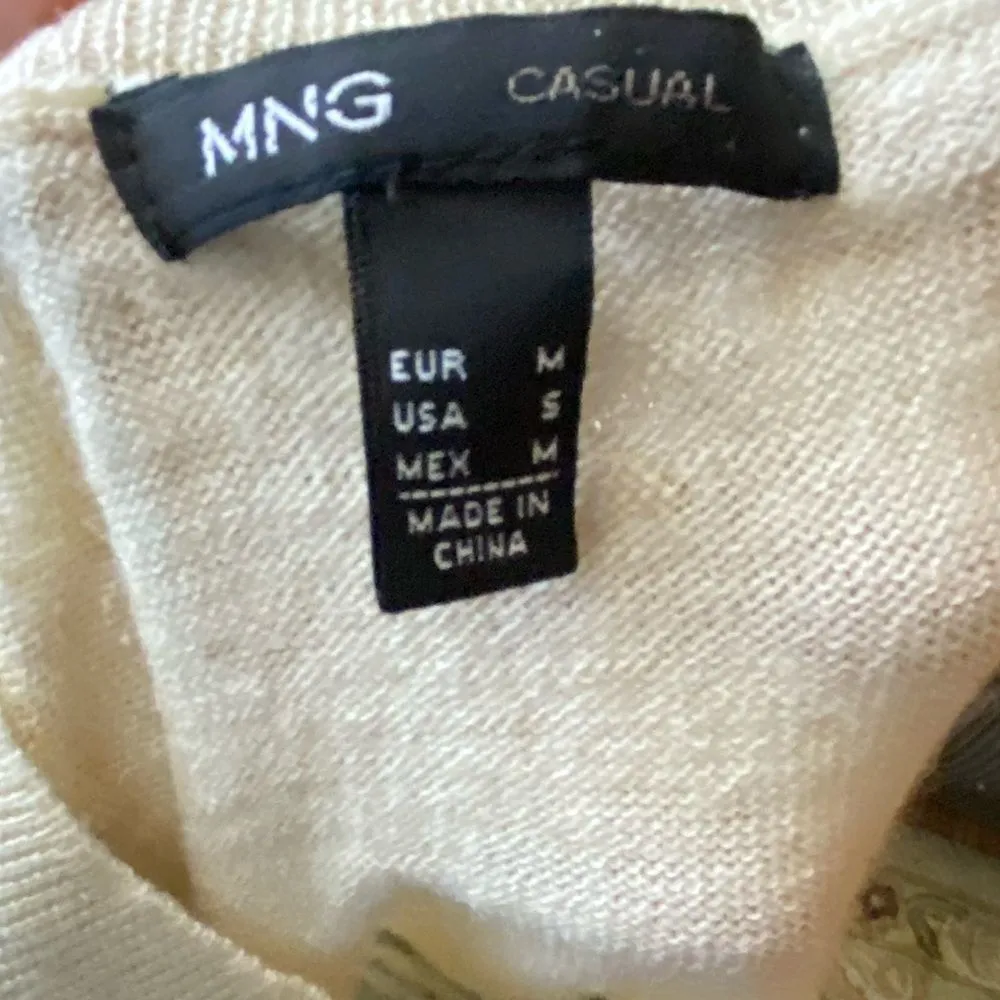 MNG CASUAL
EUR M
USA S
MEX M
MADE IN
CHINA